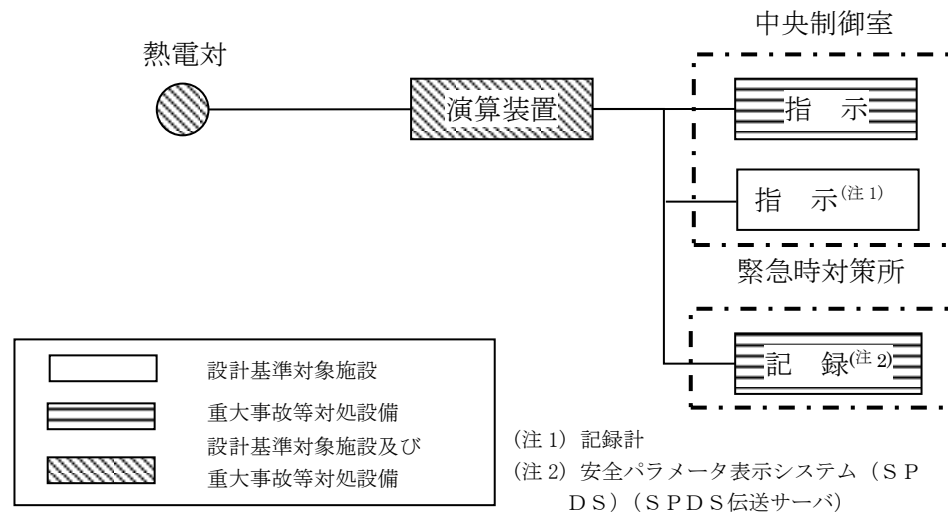 中央制御室
熱電対
演算装置
指　示
指　示(注1)
緊急時対策所
記　録(注2)
設計基準対象施設
重大事故等対処設備
設計基準対象施設及び
重大事故等対処設備
(注1) 記録計
(注2) 安全パラメータ表示システム（ＳＰ
ＤＳ）（ＳＰＤＳ伝送サーバ）